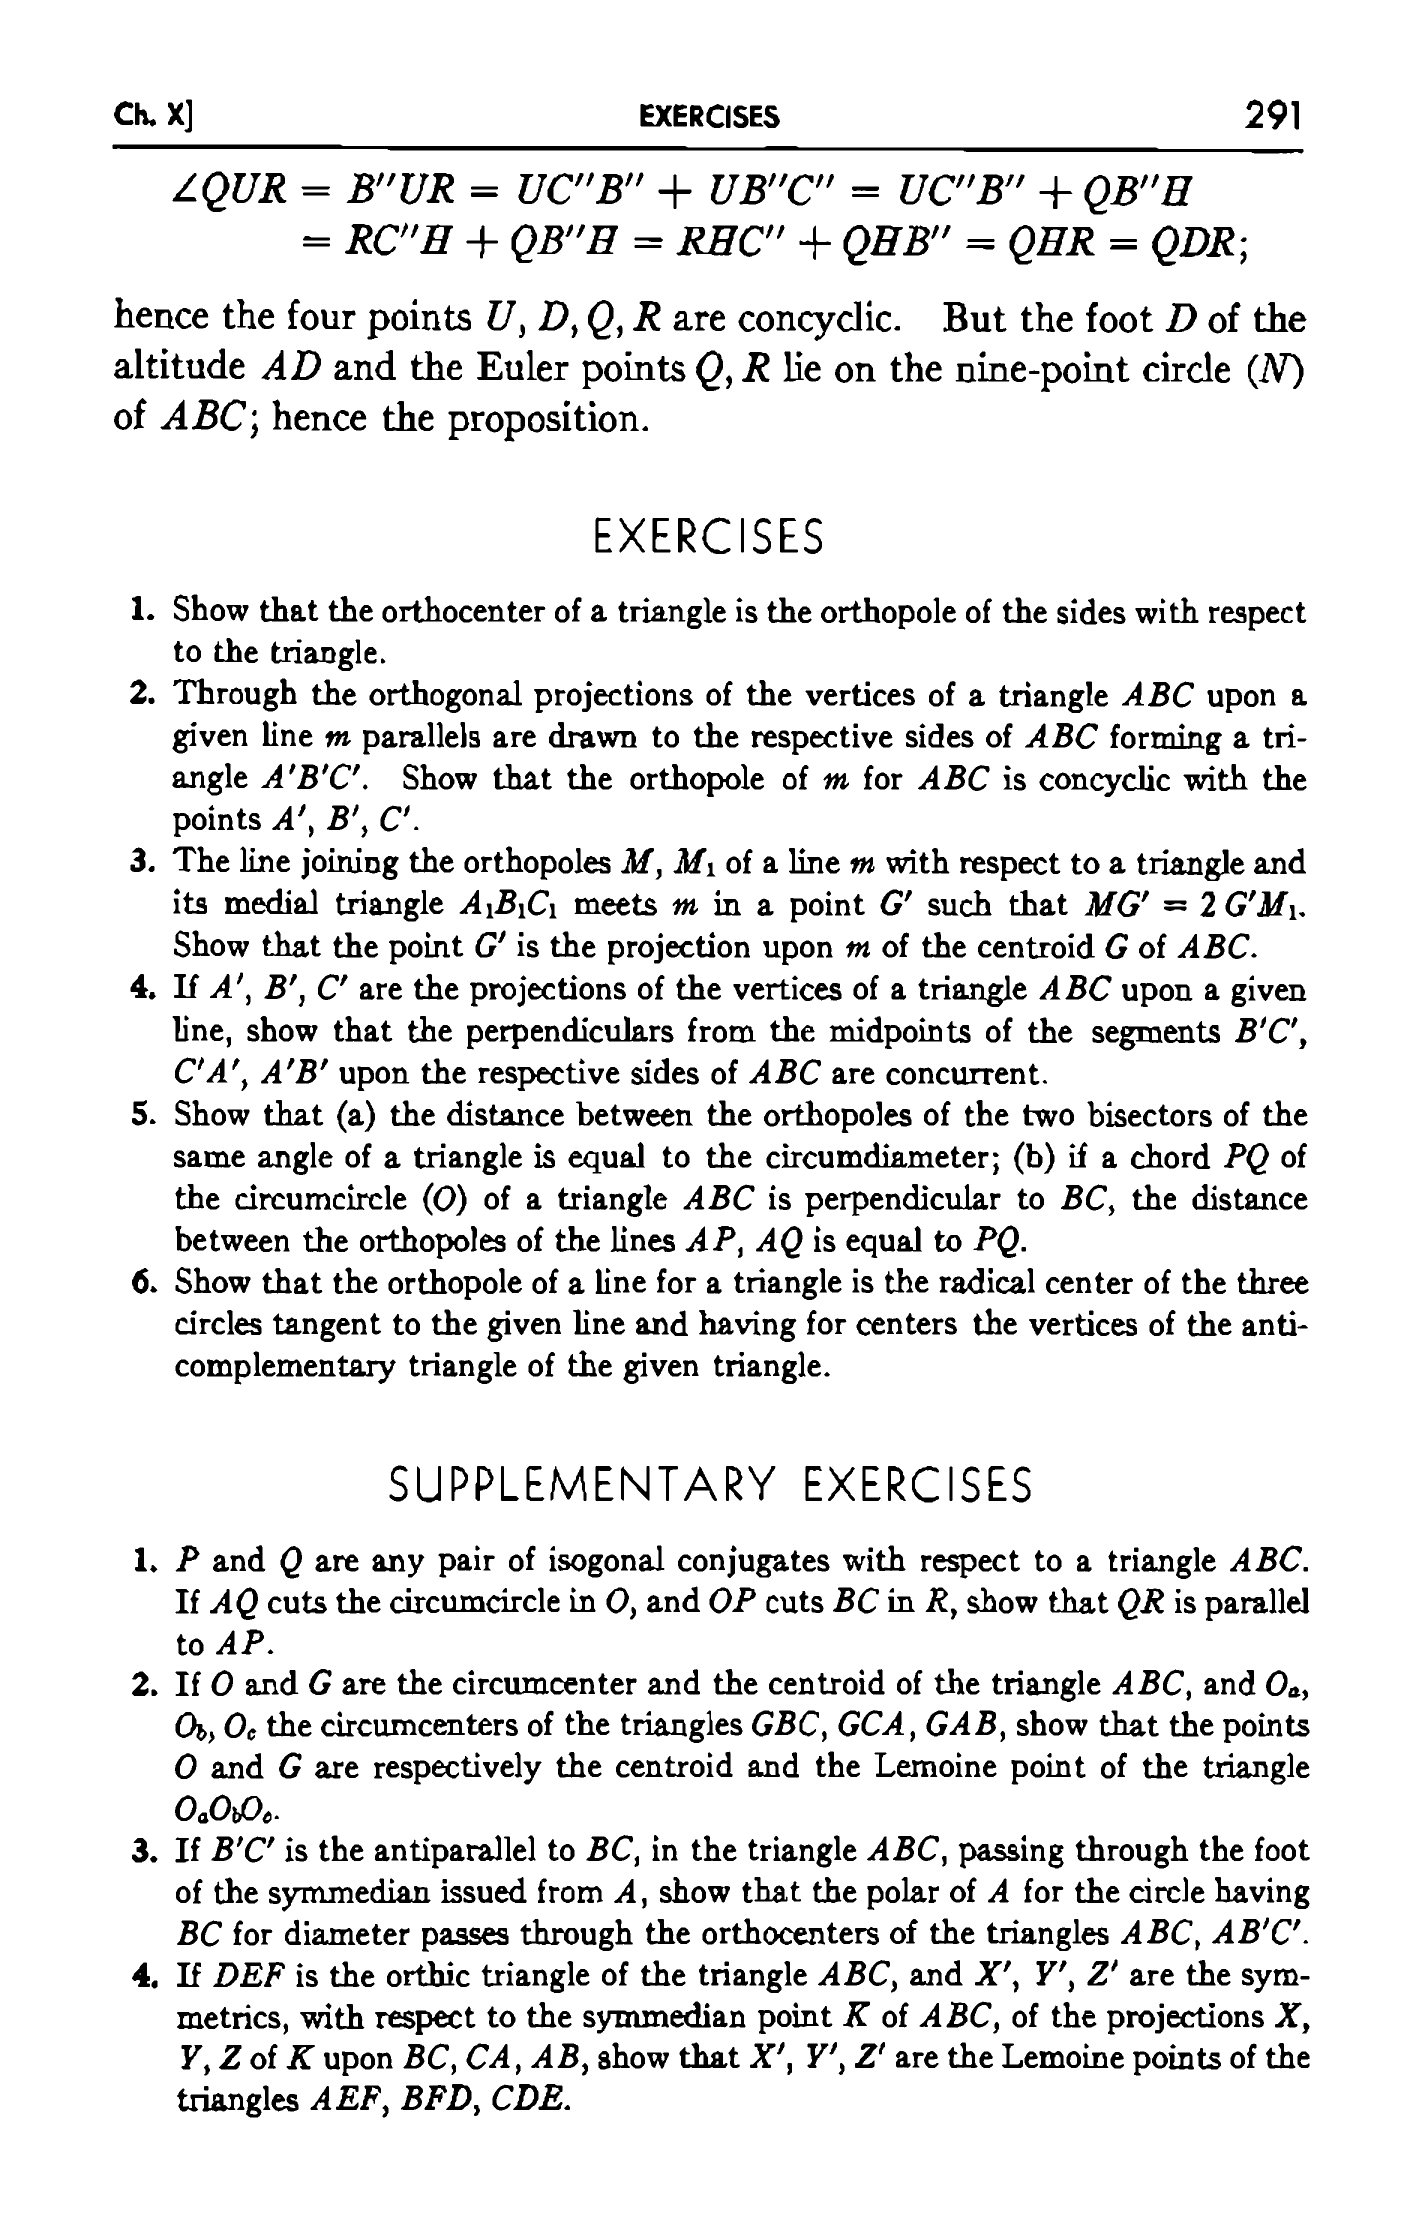 Ch. X] EXERCISES 291
∠QUR = B″UR = UC″B″ + UB″C″ = UC″B″ + QB″H
= RC″H + QB″H = RHC″ + QHB″ = QHR = QDR;
hence the four points U, D, Q, R are concyclic. But the foot D of the
altitude AD and the Euler points Q, R lie on the nine-point circle (N)
of ABC; hence the proposition.
EXERCISES
1. Show that the orthocenter of a triangle is the orthopole of the sides with respect
to the triangle.
2. Through the orthogonal projections of the vertices of a triangle ABC upon a
given line m parallels are drawn to the respective sides of ABC forming a tri-
angle A′B′C′. Show that the orthopole of m for ABC is concyclic with the
points A′, B′, C′.
3. The line joining the orthopoles M, M₁ of a line m with respect to a triangle and
its medial triangle A₁B₁C₁ meets m in a point G′ such that MG′ = 2 G′M₁.
Show that the point G′ is the projection upon m of the centroid G of ABC.
4. If A′, B′, C′ are the projections of the vertices of a triangle ABC upon a given
line, show that the perpendiculars from the midpoints of the segments B′C′,
C′A′, A′B′ upon the respective sides of ABC are concurrent.
5. Show that (a) the distance between the orthopoles of the two bisectors of the
same angle of a triangle is equal to the circumdiameter; (b) if a chord PQ of
the circumcircle (O) of a triangle ABC is perpendicular to BC, the distance
between the orthopoles of the lines AP, AQ is equal to PQ.
6. Show that the orthopole of a line for a triangle is the radical center of the three
circles tangent to the given line and having for centers the vertices of the anti-
complementary triangle of the given triangle.
SUPPLEMENTARY EXERCISES
1. P and Q are any pair of isogonal conjugates with respect to a triangle ABC.
If AQ cuts the circumcircle in O, and OP cuts BC in R, show that QR is parallel
to AP.
2. If O and G are the circumcenter and the centroid of the triangle ABC, and Oₐ,
O_b, O_c the circumcenters of the triangles GBC, GCA, GAB, show that the points
O and G are respectively the centroid and the Lemoine point of the triangle
OₐO_bO_c.
3. If B′C′ is the antiparallel to BC, in the triangle ABC, passing through the foot
of the symmedian issued from A, show that the polar of A for the circle having
BC for diameter passes through the orthocenters of the triangles ABC, AB′C′.
4. If DEF is the orthic triangle of the triangle ABC, and X′, Y′, Z′ are the sym-
metrics, with respect to the symmedian point K of ABC, of the projections X,
Y, Z of K upon BC, CA, AB, show that X′, Y′, Z′ are the Lemoine points of the
triangles AEF, BFD, CDE.